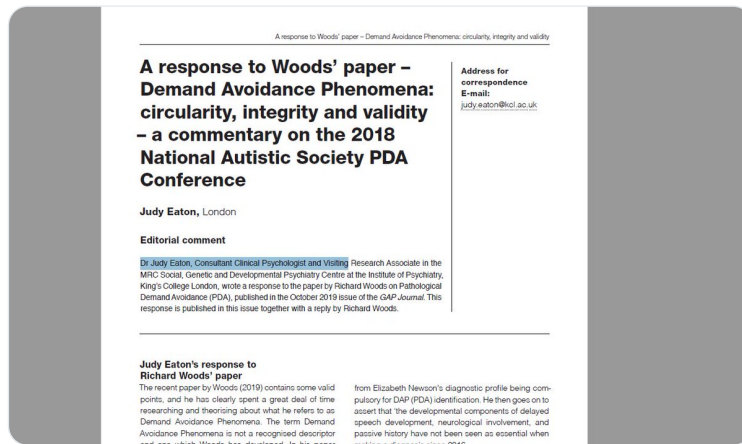 A response to Woods' paper – Demand Avoidance Phenomena: circularity, integrity and validity
A response to Woods' paper –
Demand Avoidance Phenomena:
circularity, integrity and validity
– a commentary on the 2018
National Autistic Society PDA
Conference
Address for
correspondence
E-mail:
judy.eaton@kcl.ac.uk
Judy Eaton, London
Editorial comment
Dr Judy Eaton, Consultant Clinical Psychologist and Visiting Research Associate in the
MRC Social, Genetic and Developmental Psychiatry Centre at the Institute of Psychiatry,
King's College London, wrote a response to the paper by Richard Woods on Pathological
Demand Avoidance (PDA), published in the October 2019 issue of the GAP Journal. This
response is published in this issue together with a reply by Richard Woods.
Judy Eaton's response to
Richard Woods' paper
The recent paper by Woods (2019) contains some valid
points, and he has clearly spent a great deal of time
researching and theorising about what he refers to as
Demand Avoidance Phenomena. The term Demand
Avoidance Phenomena is not a recognised descriptor
from Elizabeth Newson's diagnostic profile being com-
pulsory for DAP (PDA) identification. He then goes on to
assert that 'the developmental components of delayed
speech development, neurological involvement, and
passive history have not been seen as essential when